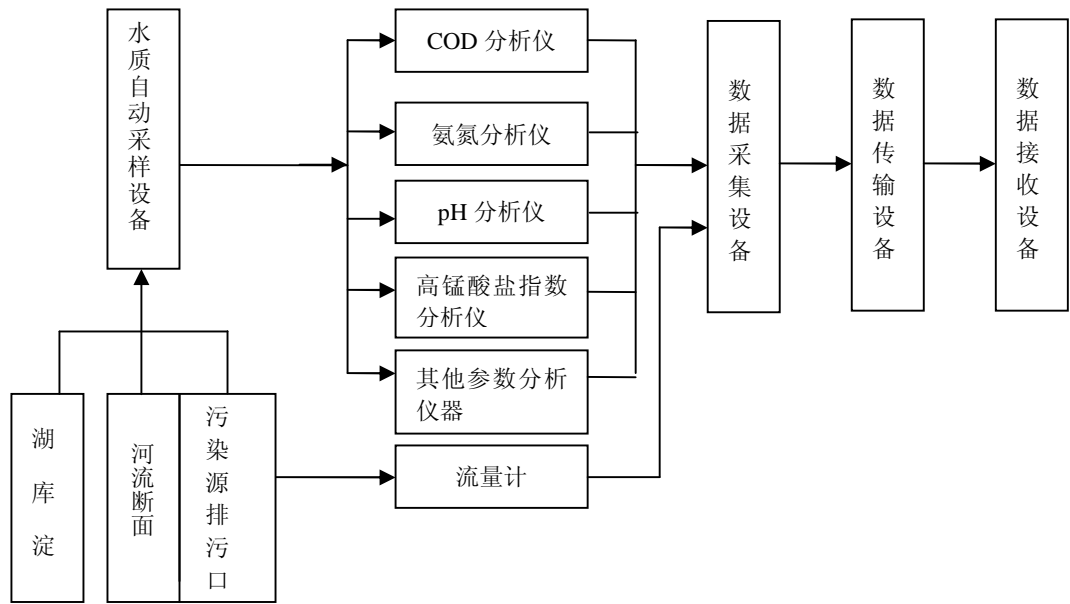 水质自动采样设备
COD 分析仪
氨氮分析仪
pH 分析仪
高锰酸盐指数
分析仪
其他参数分析
仪器
流量计
数据采集设备
数据传输设备
数据接收设备
湖库淀
河流断面
污染源排污口